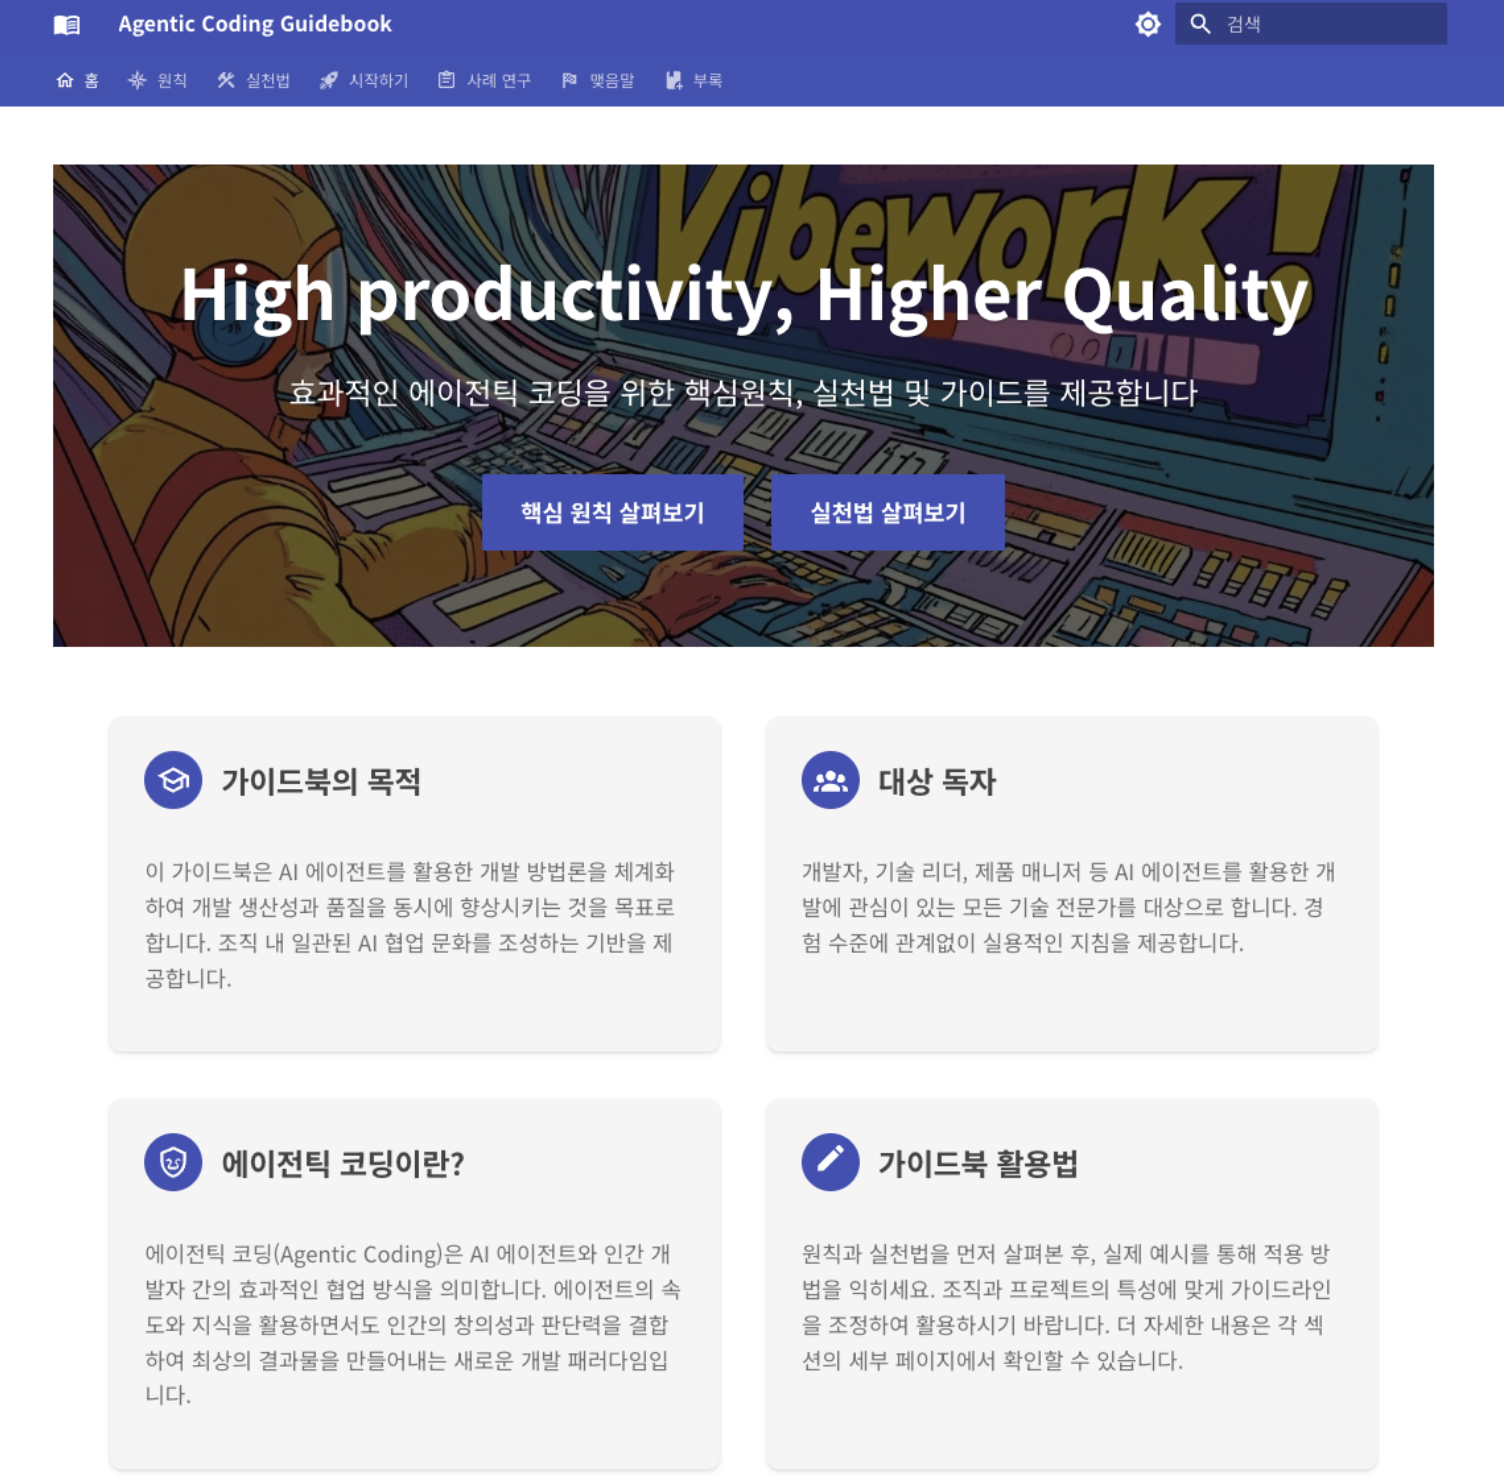 Agentic Coding Guidebook
검색
홈
원칙
실천법
시작하기
사례 연구
맺음말
부록
Vibework!
High productivity, Higher Quality
효과적인 에이전틱 코딩을 위한 핵심원칙, 실천법 및 가이드를 제공합니다
핵심 원칙 살펴보기
실천법 살펴보기
가이드북의 목적
이 가이드북은 AI 에이전트를 활용한 개발 방법론을 체계화
하여 개발 생산성과 품질을 동시에 향상시키는 것을 목표로
합니다. 조직 내 일관된 AI 협업 문화를 조성하는 기반을 제
공합니다.
대상 독자
개발자, 기술 리더, 제품 매니저 등 AI 에이전트를 활용한 개
발에 관심이 있는 모든 기술 전문가를 대상으로 합니다. 경
험 수준에 관계없이 실용적인 지침을 제공합니다.
에이전틱 코딩이란?
에이전틱 코딩(Agentic Coding)은 AI 에이전트와 인간 개
발자 간의 효과적인 협업 방식을 의미합니다. 에이전트의 속
도와 지식을 활용하면서도 인간의 창의성과 판단력을 결합
하여 최상의 결과물을 만들어내는 새로운 개발 패러다임입
니다.
가이드북 활용법
원칙과 실천법을 먼저 살펴본 후, 실제 예시를 통해 적용 방
법을 익히세요. 조직과 프로젝트의 특성에 맞게 가이드라인
을 조정하여 활용하시기 바랍니다. 더 자세한 내용은 각 섹
션의 세부 페이지에서 확인할 수 있습니다.